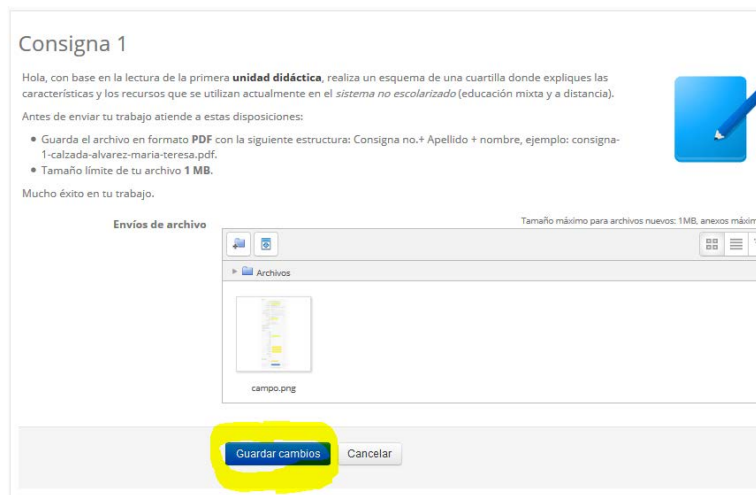 Consigna 1
Hola, con base en la lectura de la primera unidad didáctica, realiza un esquema de una cuartilla donde expliques las
características y los recursos que se utilizan actualmente en el sistema no escolarizado (educación mixta y a distancia).
Antes de enviar tu trabajo atiende a estas disposiciones:
Guarda el archivo en formato PDF con la siguiente estructura: Consigna no.+ Apellido + nombre, ejemplo: consigna-
1-calzada-alvarez-maria-teresa.pdf.
Tamaño límite de tu archivo 1 MB.
Mucho éxito en tu trabajo.
Envíos de archivo
Tamaño máximo para archivos nuevos: 1MB, anexos máxim
Archivos
campo.png
Guardar cambios
Cancelar